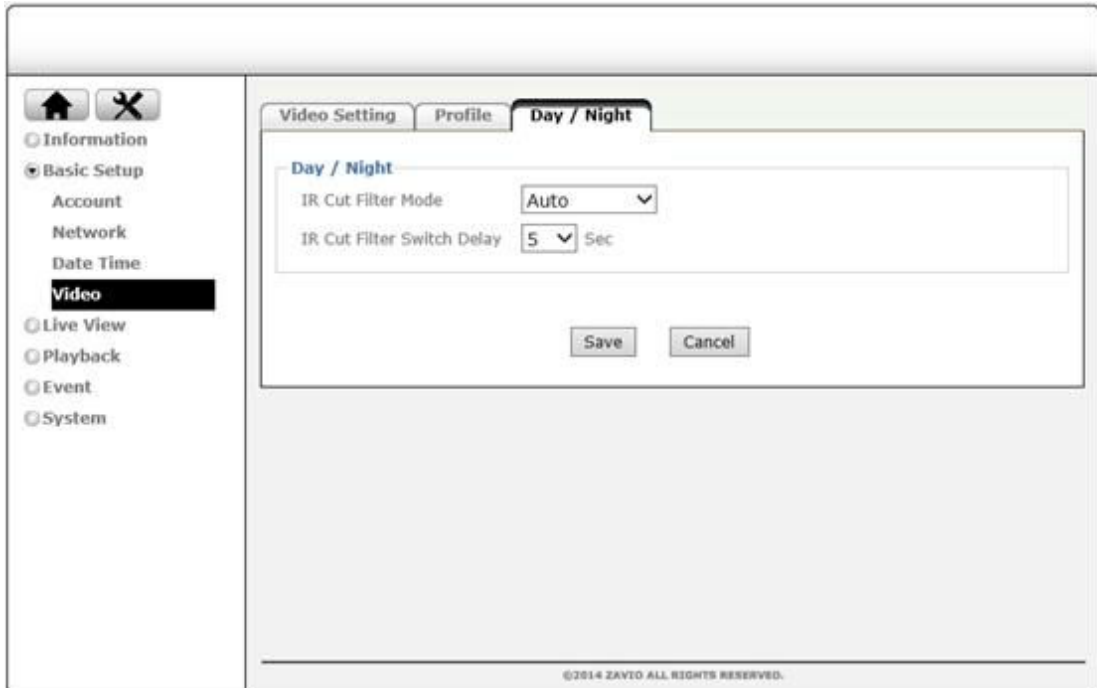 Information
Basic Setup
Account
Network
Date Time
Video
Live View
Playback
Event
System
Video Setting Profile Day / Night
Day / Night
IR Cut Filter Mode Auto
IR Cut Filter Switch Delay 5 Sec
Save Cancel
©2014 ZAVIO ALL RIGHTS RESERVED.